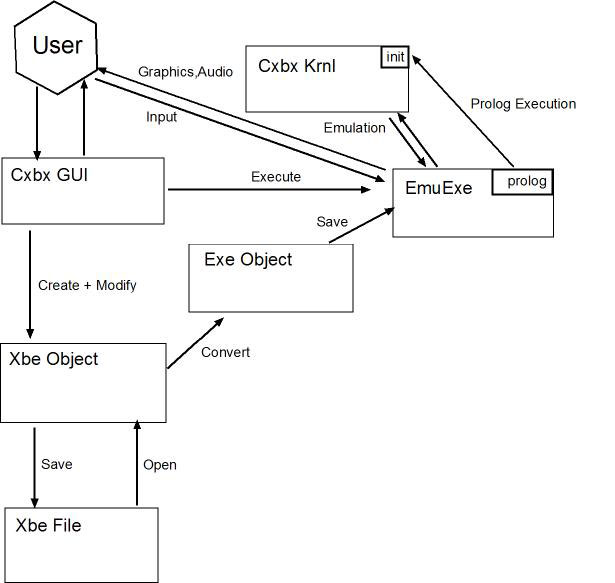 User
Cxbx Krnl
init
Graphics,Audio
Input
Prolog Execution
Emulation
Cxbx GUI
Execute
EmuExe
prolog
Save
Exe Object
Create + Modify
Convert
Xbe Object
Save
Open
Xbe File